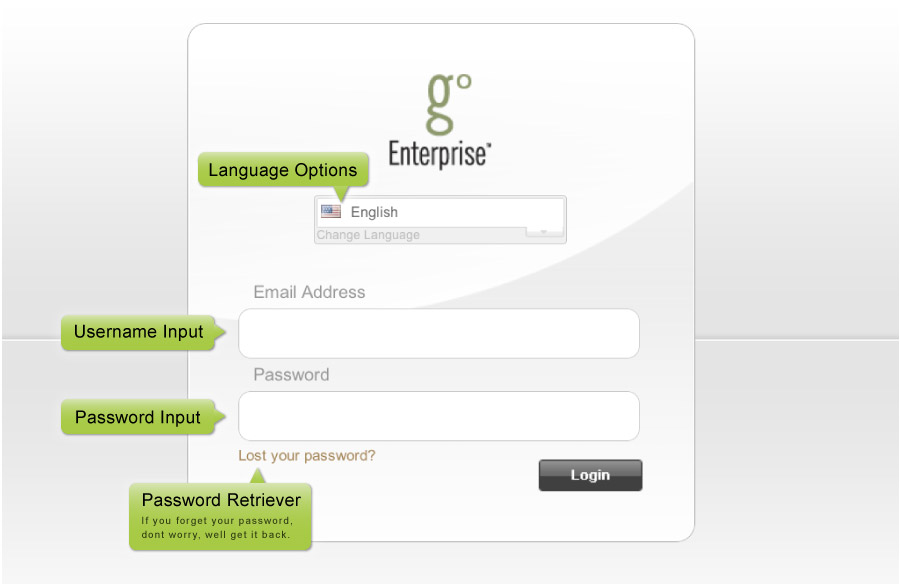 g°
Enterprise™
Language Options
English
Change Language
Email Address
Username Input
Password
Password Input
Lost your password?
Login
Password Retriever
If you forget your password,
dont worry, well get it back.